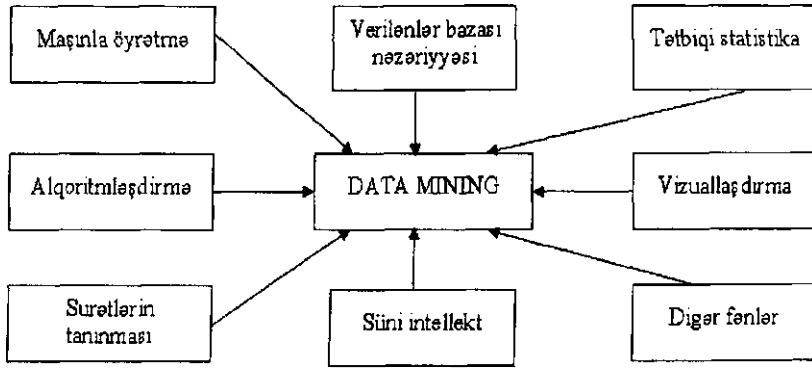 Maşınla öyrətmə
Verilənlər bazası
nəzəriyyəsi
Tətbiqi statistika
Alqoritmləşdirmə
DATA MINING
Vizuallaşdırma
Surətlərin
tanınması
Süni intellekt
Digər fənlər